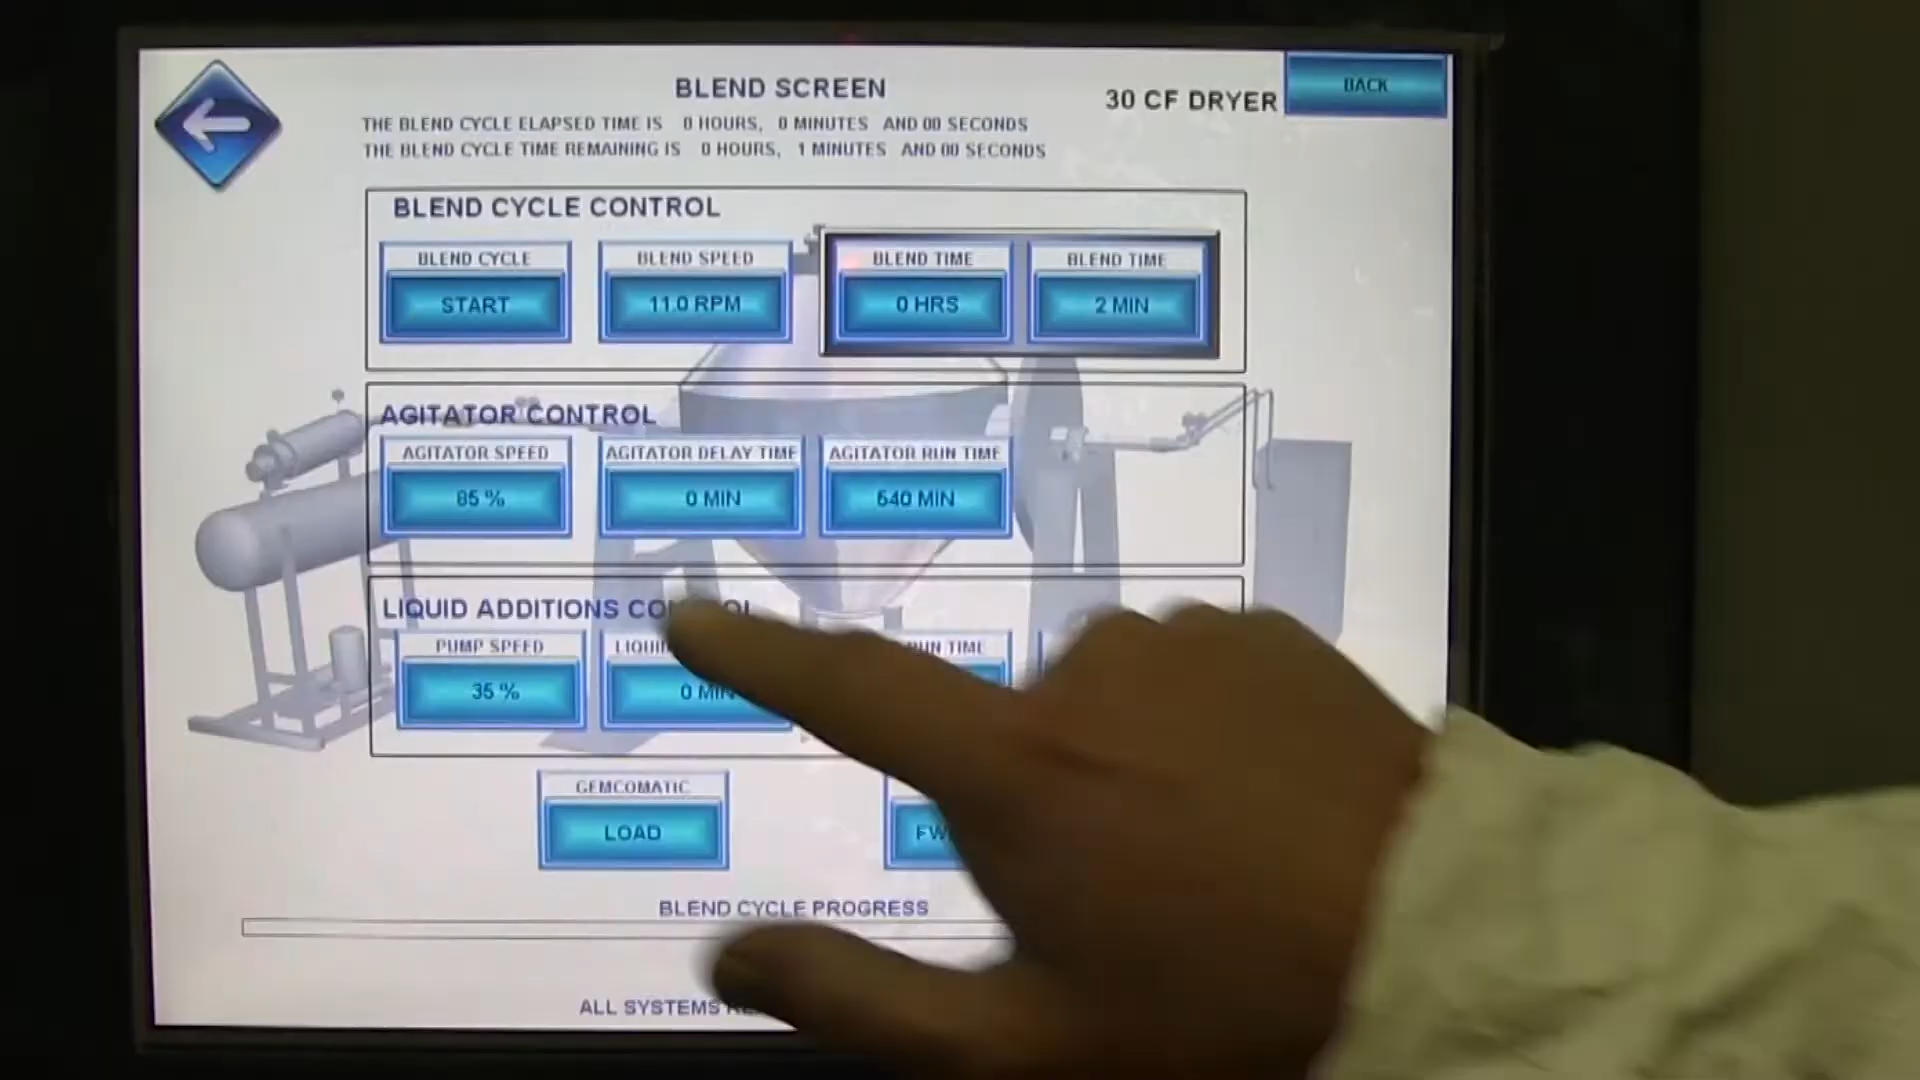 BACK
BLEND SCREEN
30 CF DRYER
THE BLEND CYCLE ELAPSED TIME IS 0 HOURS, 0 MINUTES AND 00 SECONDS
THE BLEND CYCLE TIME REMAINING IS 0 HOURS, 1 MINUTES AND 00 SECONDS
BLEND CYCLE CONTROL
BLEND CYCLE BLEND SPEED BLEND TIME BLEND TIME
START 11.0 RPM 0 HRS 2 MIN
AGITATOR CONTROL
AGITATOR SPEED AGITATOR DELAY TIME AGITATOR RUN TIME
85 % 0 MIN 540 MIN
LIQUID ADDITIONS
PUMP SPEED RUN TIME
35 % 0 MIN
GEMCOMATIC
LOAD
BLEND CYCLE PROGRESS
ALL SYSTEMS